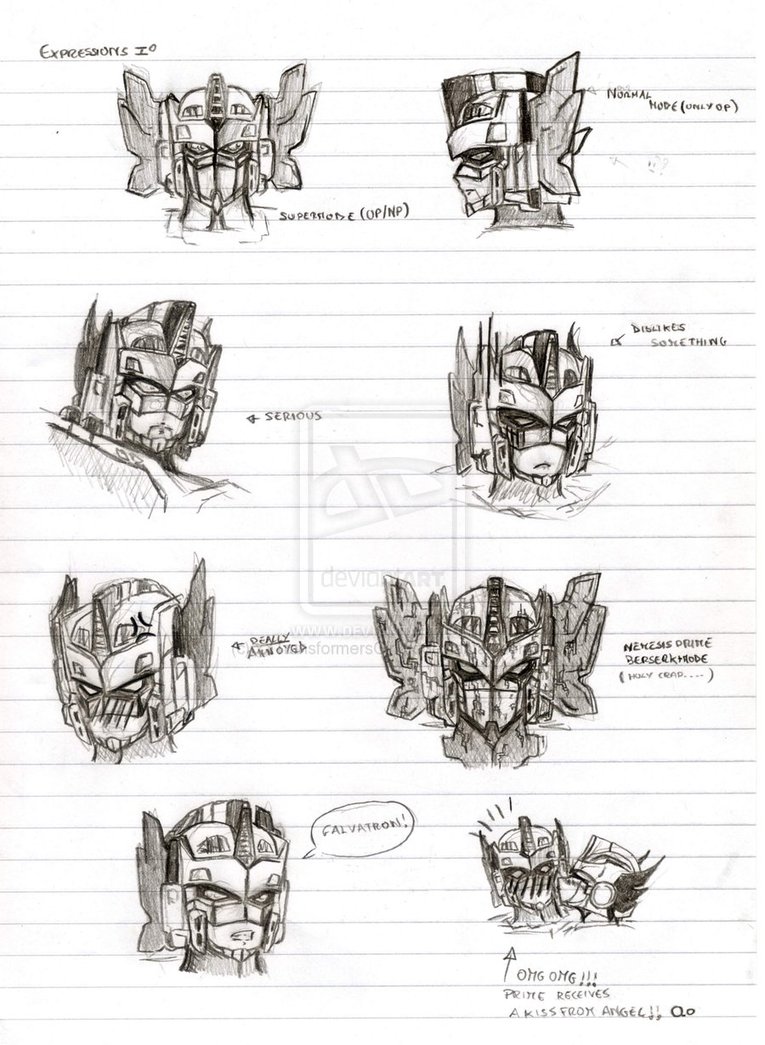 EXPRESSIONS I°
NORMAL
MODE (ONLY OP)
SUPERMODE (OP/NP)
DISLIKES
SOMETHING
SERIOUS
deviantART
REALLY
ANNOYED
NEMESIS PRIME
BERSERKMODE
(HOLY CRAP....)
GALVATRON!
OMG OMG!!!
PRIME RECEIVES
A KISS FROM ANGEL!!